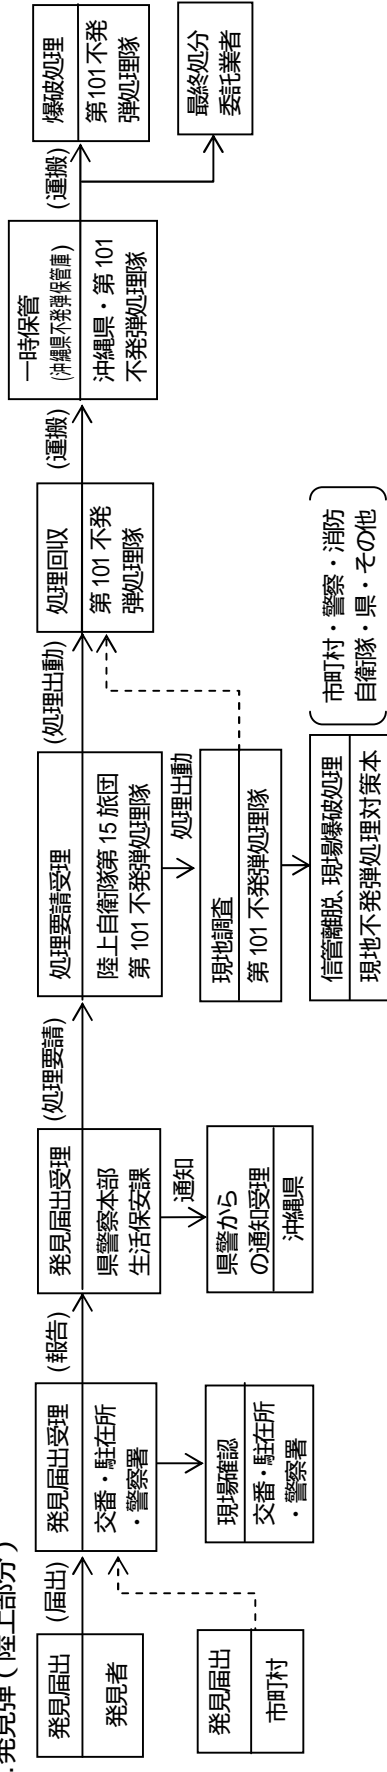 .発見弾(陸上部分)
発見届出
発見者
(届出)
発見届出
市町村
発見届出受理
交番・駐在所
・警察署
現場確認
交番・駐在所
・警察署
(報告)
発見届出受理
県警察本部
生活保安課
通知
県警から
の通知受理
沖縄県
(処理要請)
処理要請受理
陸上自衛隊第15旅団
第101不発弾処理隊
処理出動
現地調査
第101不発弾処理隊
信管離脱、現場爆破処理
現地不発弾処理対策本
市町村・警察・消防
自衛隊・県・その他
(処理出動)
処理回収
第101不発
弾処理隊
(運搬)
一時保管
(沖縄県不発弾保管庫)
沖縄県・第101
不発弾処理隊
(運搬)
爆破処理
第101不発
弾処理隊
最終処分
委託業者